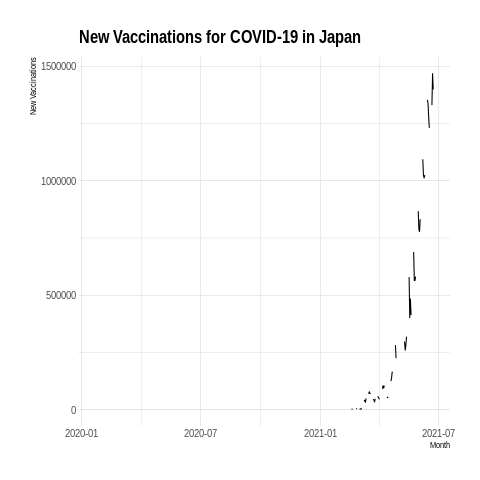 New Vaccinations for COVID-19 in Japan
New Vaccinations
1500000
1000000
500000
0
2020-01 2020-07 2021-01 2021-07
Month